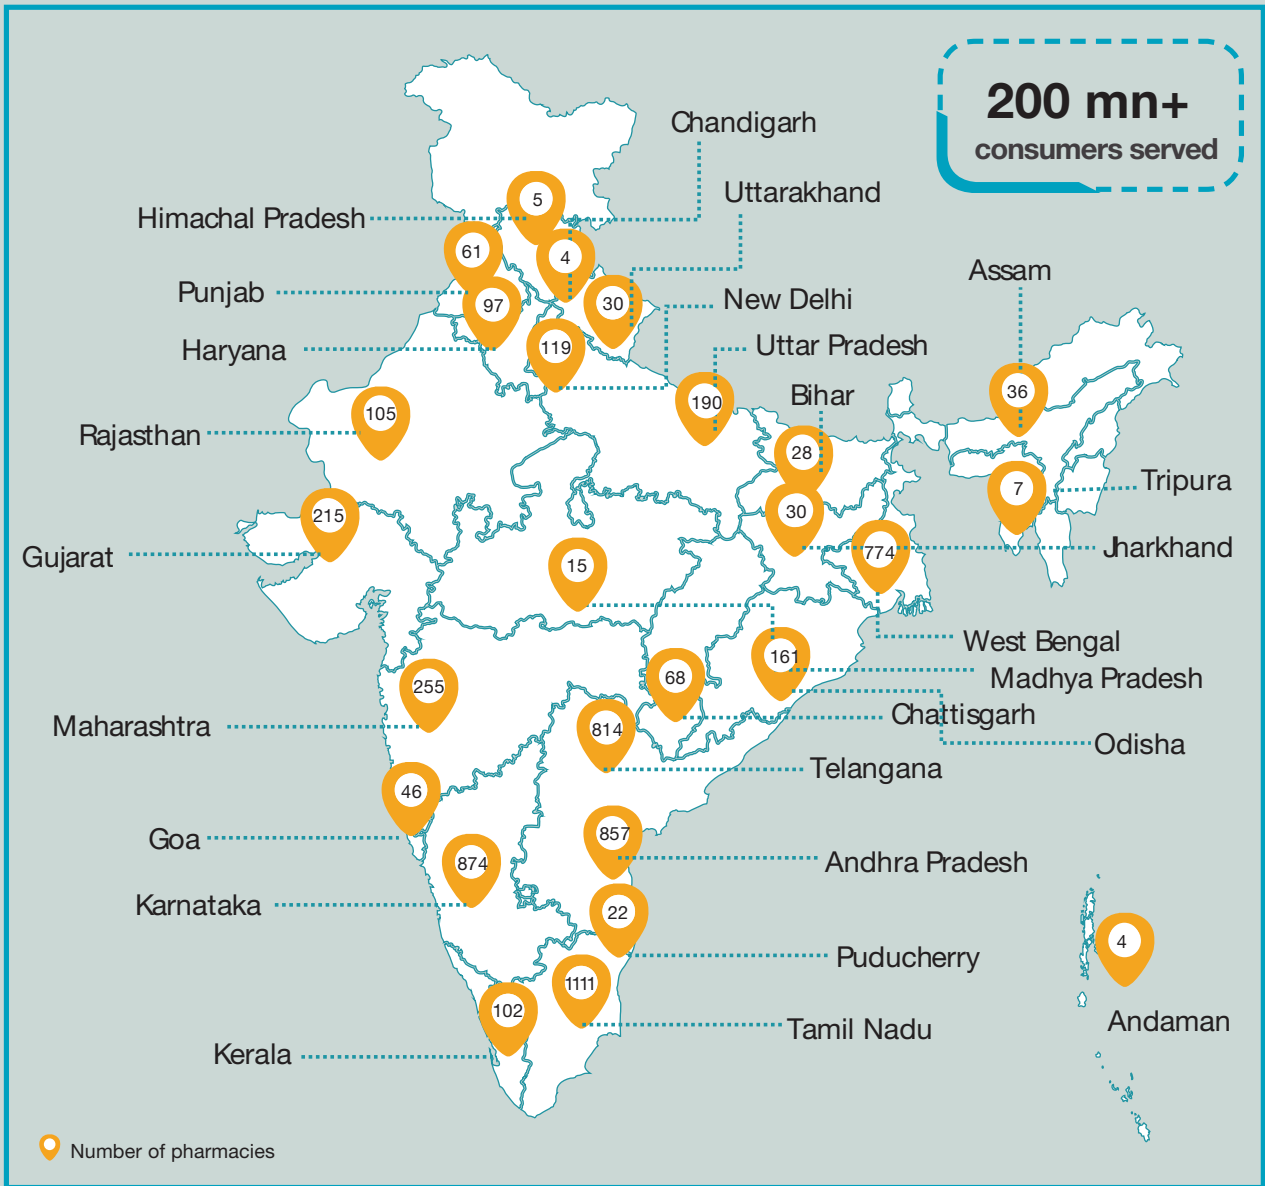 200 mn+
consumers served
Chandigarh
Uttarakhand
5
Himachal Pradesh
61
4
Assam
Punjab
97
30
New Delhi
Haryana
119
Uttar Pradesh
Bihar
190
36
105
Rajasthan
28
7
Tripura
215
30
Gujarat
774
Jharkhand
15
West Bengal
161
Madhya Pradesh
68
255
Chattisgarh
Maharashtra
814
Odisha
Telangana
46
Goa
857
Andhra Pradesh
874
Karnataka
22
Puducherry
4
1111
102
Tamil Nadu
Andaman
Kerala
Number of pharmacies